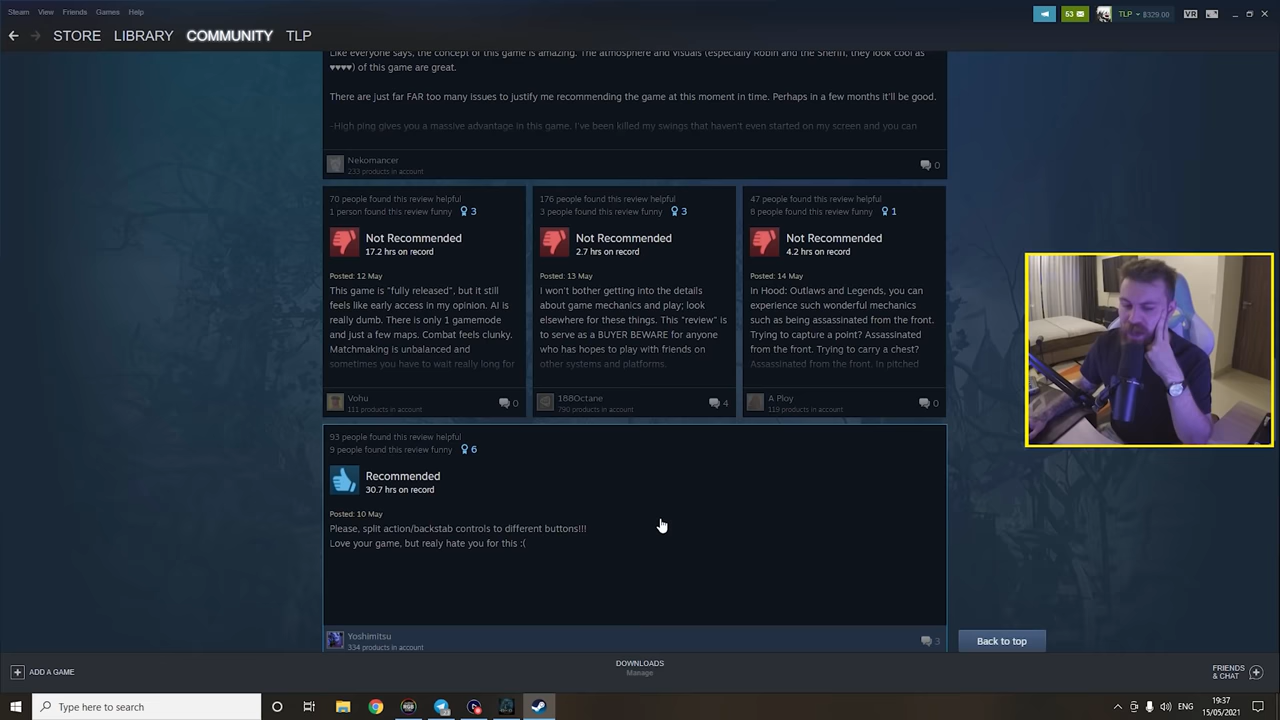 Steam View Friends Games Help
53 TLP ฿329.00 VR
STORE LIBRARY COMMUNITY TLP
Like everyone says, the concept of this game is amazing. The atmosphere and visuals (especially Robin and the Sheriff, they look cool as
♥♥♥♥) of this game are great.
There are just far FAR too many issues to justify me recommending the game at this moment in time. Perhaps in a few months it'll be good.
-High ping gives you a massive advantage in this game. I've been killed my swings that haven't even started on my screen and you can
Nekomancer
233 products in account
0
70 people found this review helpful
1 person found this review funny 3
Not Recommended
17.2 hrs on record
Posted: 12 May
This game is "fully released", but it still
feels like early access in my opinion. AI is
really dumb. There is only 1 gamemode
and just a few maps. Combat feels clunky.
Matchmaking is unbalanced and
sometimes you have to wait really long for
Vohu
111 products in account
0
176 people found this review helpful
3 people found this review funny 3
Not Recommended
2.7 hrs on record
Posted: 13 May
I won't bother getting into the details
about game mechanics and play; look
elsewhere for these things. This "review" is
to serve as a BUYER BEWARE for anyone
who has hopes to play with friends on
other systems and platforms.
188Octane
790 products in account
4
47 people found this review helpful
8 people found this review funny 1
Not Recommended
4.2 hrs on record
Posted: 14 May
In Hood: Outlaws and Legends, you can
experience such wonderful mechanics
such as being assassinated from the front.
Trying to capture a point? Assassinated
from the front. Trying to carry a chest?
Assassinated from the front. In pitched
A Ploy
119 products in account
0
93 people found this review helpful
9 people found this review funny 6
Recommended
30.7 hrs on record
Posted: 10 May
Please, split action/backstab controls to different buttons!!!
Love your game, but realy hate you for this :(
Yoshimitsu
334 products in account
3
Back to top
ADD A GAME
DOWNLOADS
Manage
FRIENDS
& CHAT
Type here to search
ENG
19:37
15/05/2021